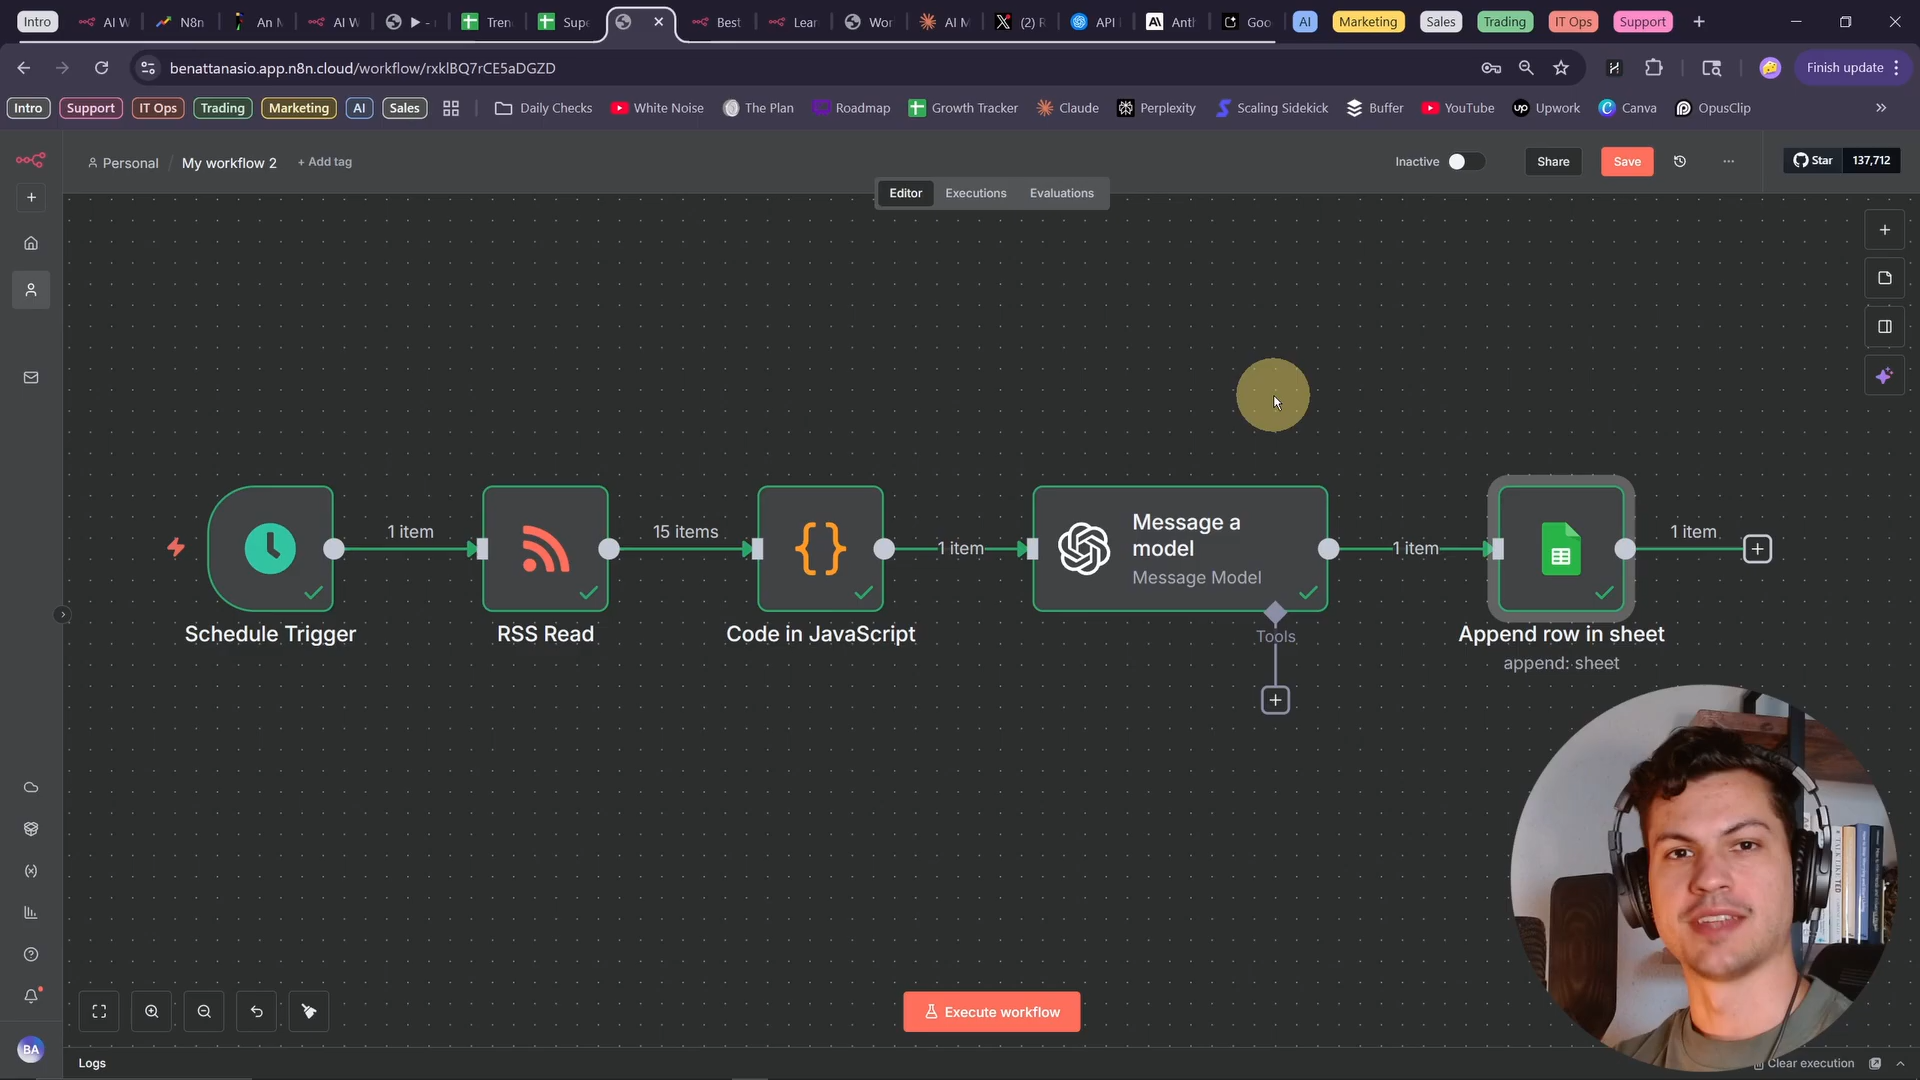 Intro
AI W
N8n
An M
AI W
Tren
Supe
Best
Lear
Wor
AI M
(2) R
API
Anth
Goo
AI
Marketing
Sales
Trading
IT Ops
Support
benattanasio.app.n8n.cloud/workflow/rxklBQ7rCE5aDGZD
Finish update
Intro
Support
IT Ops
Trading
Marketing
AI
Sales
Daily Checks
White Noise
The Plan
Roadmap
Growth Tracker
Claude
Perplexity
Scaling Sidekick
Buffer
YouTube
Upwork
Canva
OpusClip
Personal / My workflow 2 + Add tag
Inactive
Share
Save
Star 137,712
Editor
Executions
Evaluations
1 item
15 items
1 item
1 item
1 item
Message a
model
Message Model
Tools
Schedule Trigger
RSS Read
Code in JavaScript
Append row in sheet
append: sheet
Execute workflow
BA
Logs
Clear execution